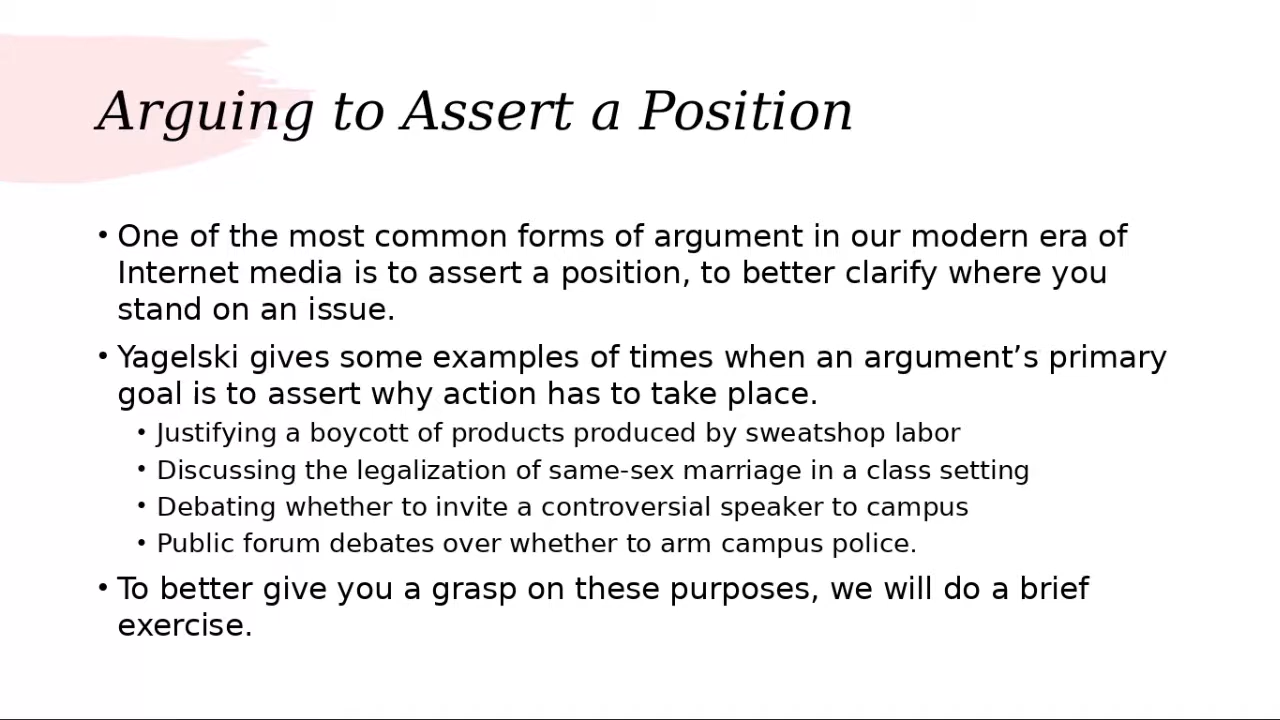 Arguing to Assert a Position
• One of the most common forms of argument in our modern era of
Internet media is to assert a position, to better clarify where you
stand on an issue.
• Yagelski gives some examples of times when an argument’s primary
goal is to assert why action has to take place.
• Justifying a boycott of products produced by sweatshop labor
• Discussing the legalization of same-sex marriage in a class setting
• Debating whether to invite a controversial speaker to campus
• Public forum debates over whether to arm campus police.
• To better give you a grasp on these purposes, we will do a brief
exercise.